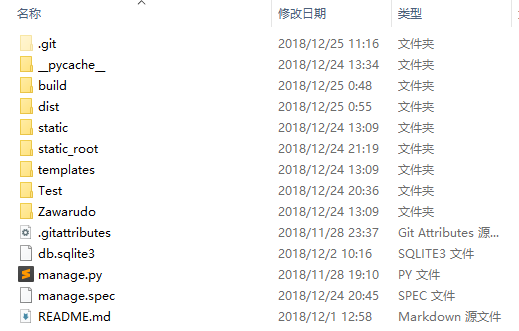 名称 修改日期 类型
.git 2018/12/25 11:16 文件夹
__pycache__ 2018/12/24 13:34 文件夹
build 2018/12/25 0:48 文件夹
dist 2018/12/25 0:55 文件夹
static 2018/12/24 13:09 文件夹
static_root 2018/12/24 21:19 文件夹
templates 2018/12/24 13:09 文件夹
Test 2018/12/24 20:36 文件夹
Zawarudo 2018/12/24 13:09 文件夹
.gitattributes 2018/11/28 23:37 Git Attributes 源...
db.sqlite3 2018/12/2 10:16 SQLITE3 文件
manage.py 2018/11/28 19:10 PY 文件
manage.spec 2018/12/24 20:45 SPEC 文件
README.md 2018/12/1 12:58 Markdown 源文件